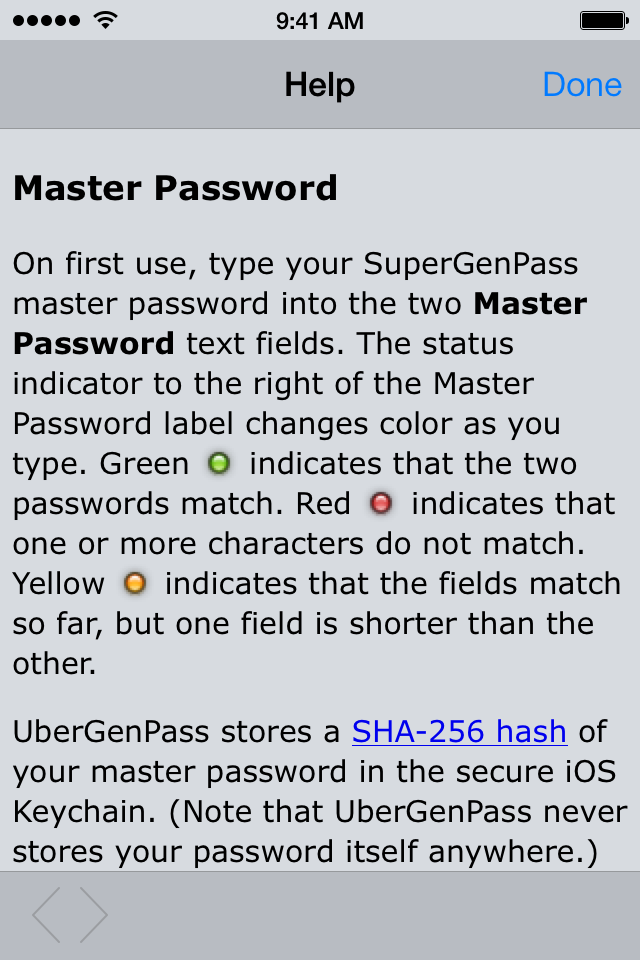 9:41 AM
Help
Done
Master Password
On first use, type your SuperGenPass
master password into the two Master
Password text fields. The status
indicator to the right of the Master
Password label changes color as you
type. Green indicates that the two
passwords match. Red indicates that
one or more characters do not match.
Yellow indicates that the fields match
so far, but one field is shorter than the
other.
UberGenPass stores a SHA-256 hash of
your master password in the secure iOS
Keychain. (Note that UberGenPass never
stores your password itself anywhere.)